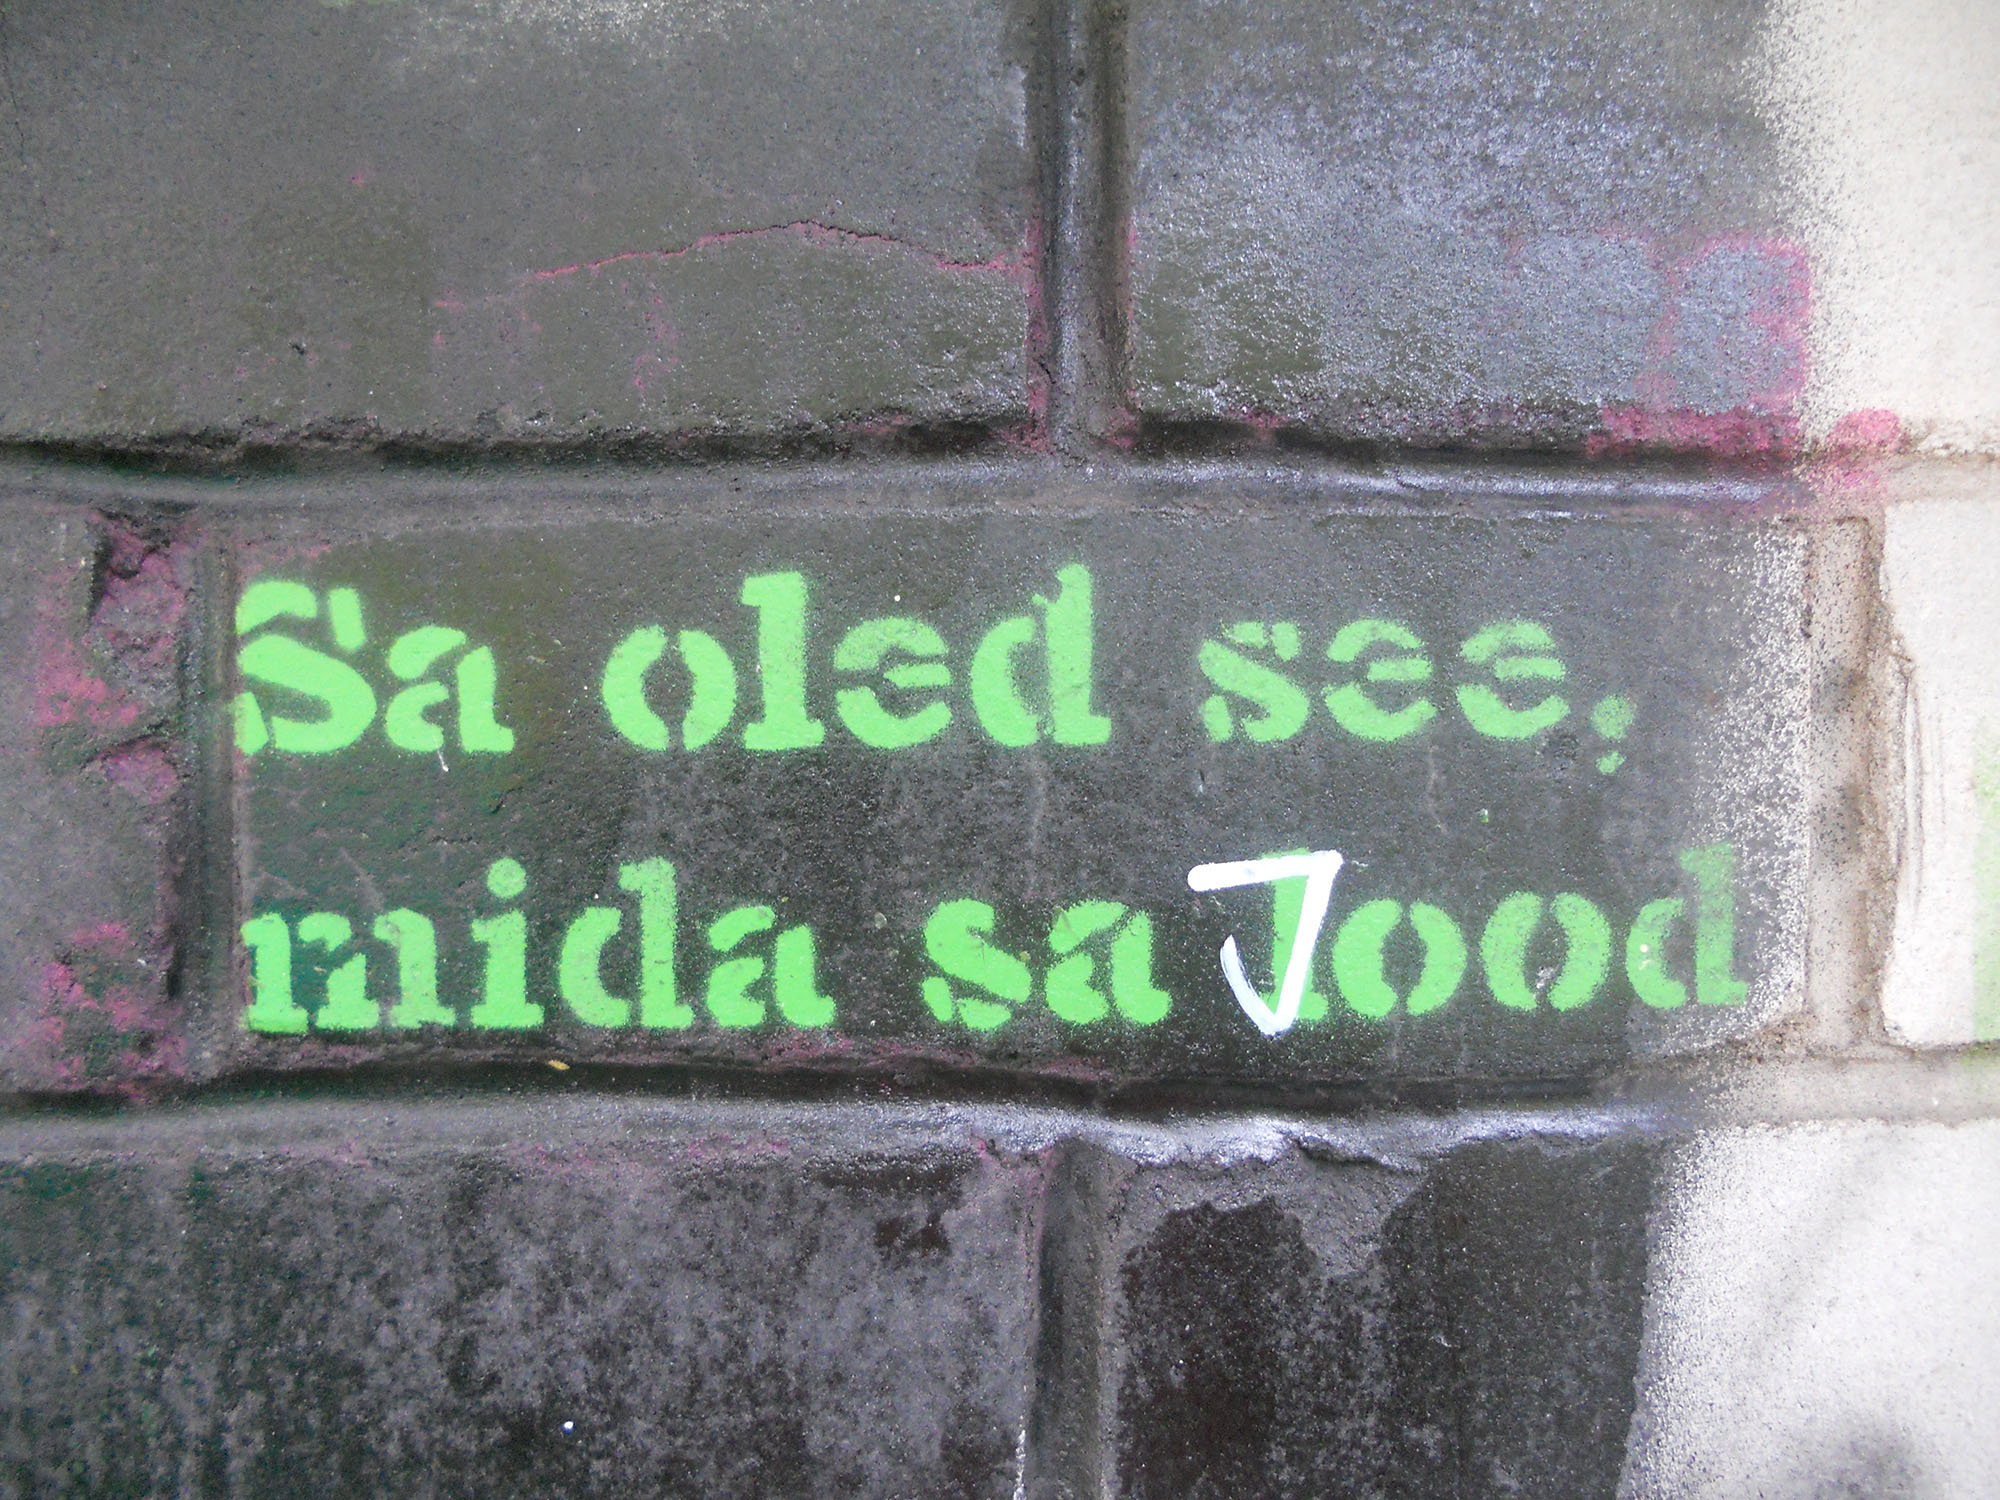 Sa oled see,
mida sa Jood